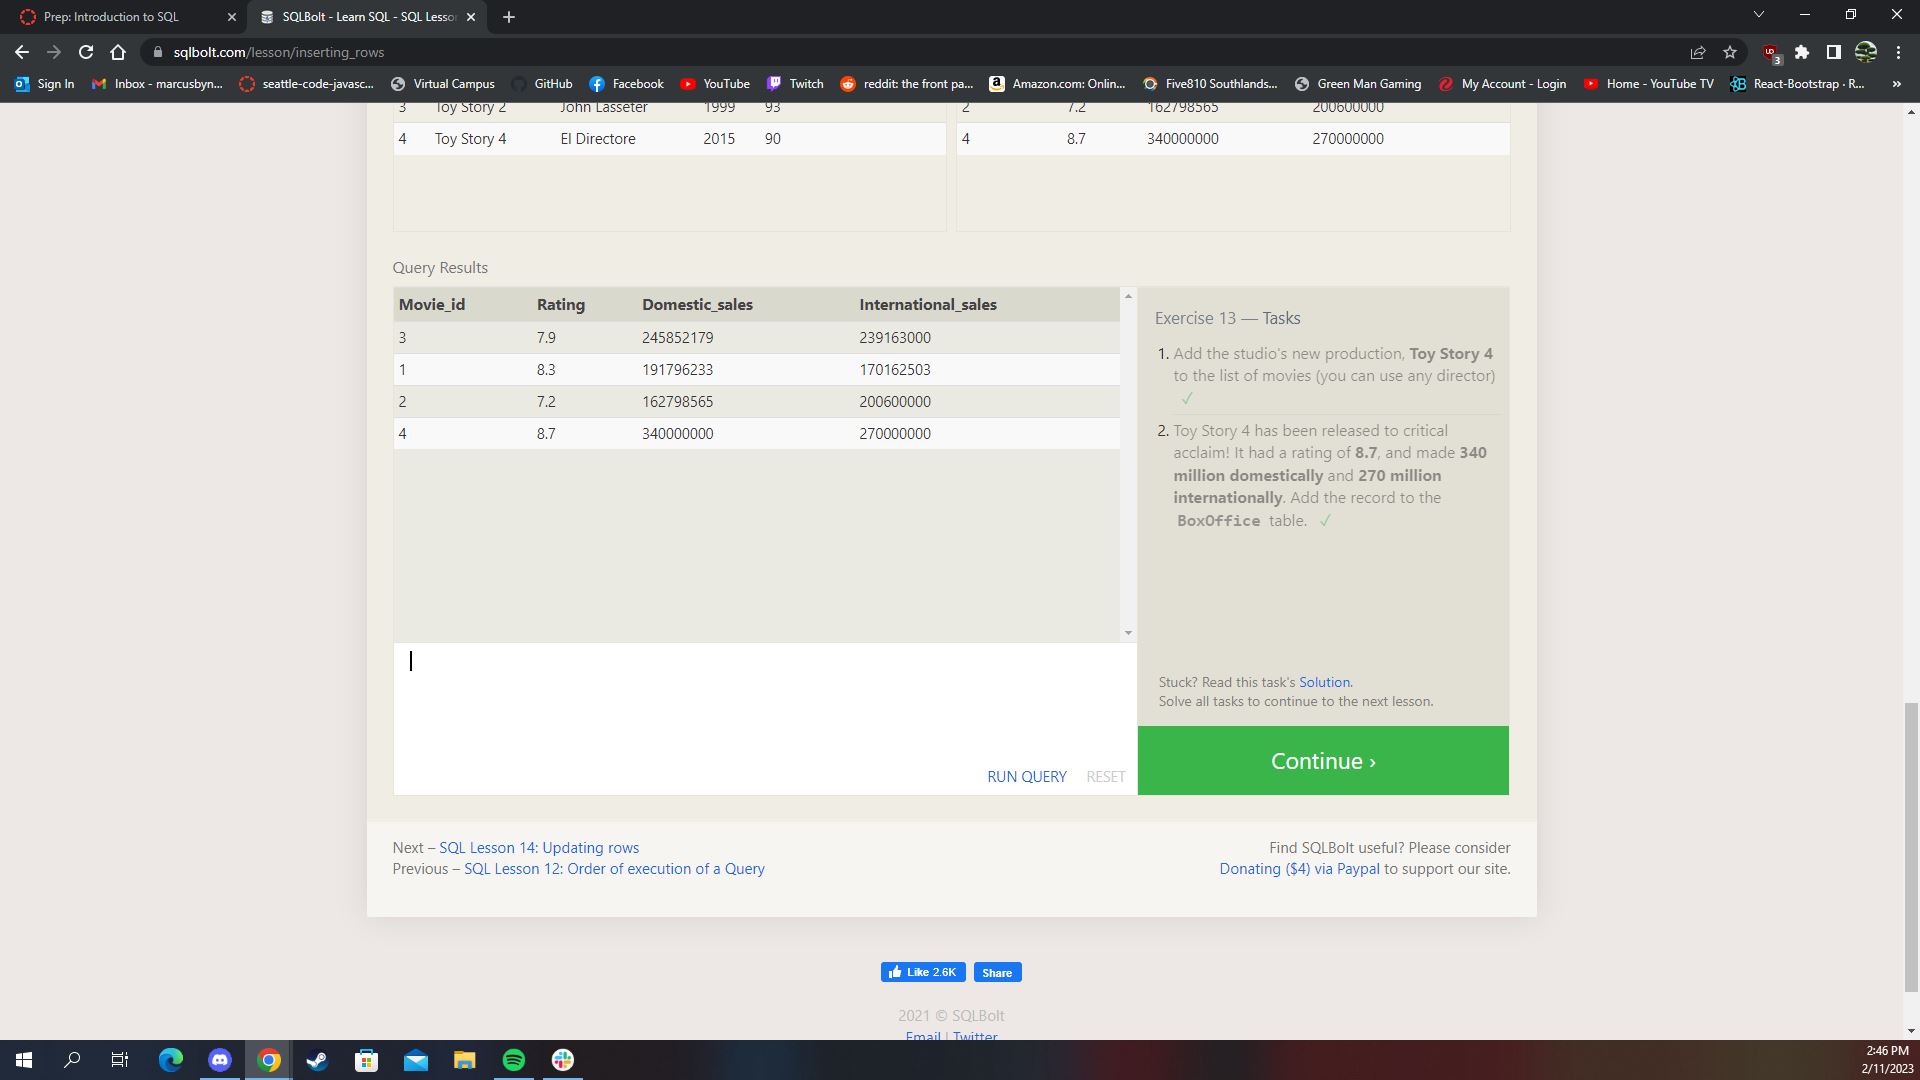 Prep: Introduction to SQL
SQLBolt - Learn SQL - SQL Lesson
sqlbolt.com/lesson/inserting_rows
3
Sign In
Inbox - marcusbyn...
seattle-code-javasc...
Virtual Campus
GitHub
Facebook
YouTube
Twitch
reddit: the front pa...
Amazon.com: Onlin...
Five810 Southlands...
Green Man Gaming
My Account - Login
Home - YouTube TV
React-Bootstrap · R...
»
3 Toy Story 2 John Lasseter 1999 93
4 Toy Story 4 El Directore 2015 90
2 7.2 162798565 200600000
4 8.7 340000000 270000000
Query Results
Movie_id Rating Domestic_sales International_sales
3 7.9 245852179 239163000
1 8.3 191796233 170162503
2 7.2 162798565 200600000
4 8.7 340000000 270000000
Exercise 13 — Tasks
1. Add the studio's new production, Toy Story 4
to the list of movies (you can use any director)
✓
2. Toy Story 4 has been released to critical
acclaim! It had a rating of 8.7, and made 340
million domestically and 270 million
internationally. Add the record to the
BoxOffice table. ✓
Stuck? Read this task's Solution.
Solve all tasks to continue to the next lesson.
RUN QUERY RESET
Continue ›
Next – SQL Lesson 14: Updating rows
Previous – SQL Lesson 12: Order of execution of a Query
Find SQLBolt useful? Please consider
Donating ($4) via Paypal to support our site.
Like 2.6K Share
2021 © SQLBolt
Email | Twitter
2:46 PM
2/11/2023